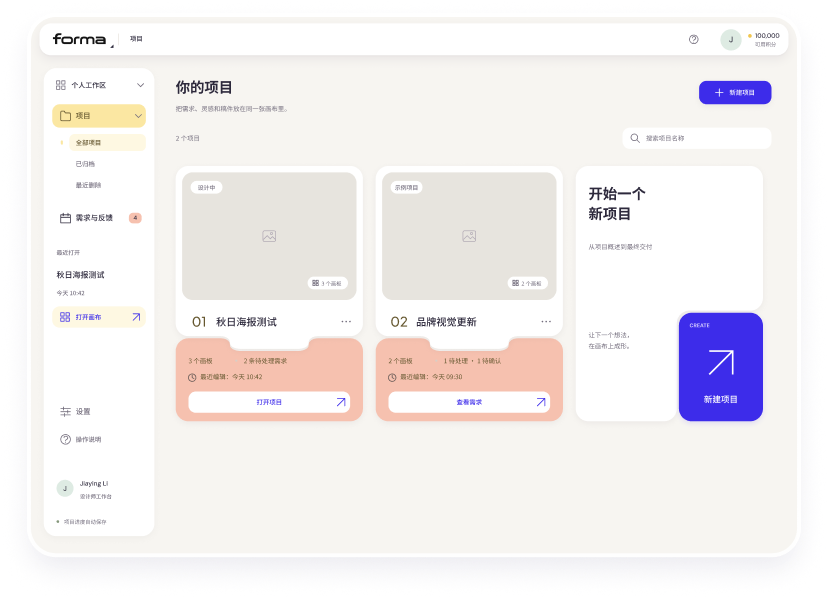 forma
项目
J
100,000
可用积分
个人工作区
项目
全部项目
已归档
最近删除
需求与反馈
4
最近打开
秋日海报测试
今天 10:42
打开画布
设置
操作说明
J
Jiaying Li
设计师工作台
项目进度自动保存
你的项目
把需求、灵感和稿件放在同一张画布里。
新建项目
2 个项目
搜索项目名称
设计中
3 个画板
01 秋日海报测试
3 个画板
2 条待处理需求
最近编辑：今天 10:42
打开项目
示例项目
2 个画板
02 品牌视觉更新
2 个画板
1 待处理 · 1 待确认
最近编辑：今天 09:30
查看需求
开始一个
新项目
从项目概述到最终交付
让下一个想法，
在画布上成形。
CREATE
新建项目